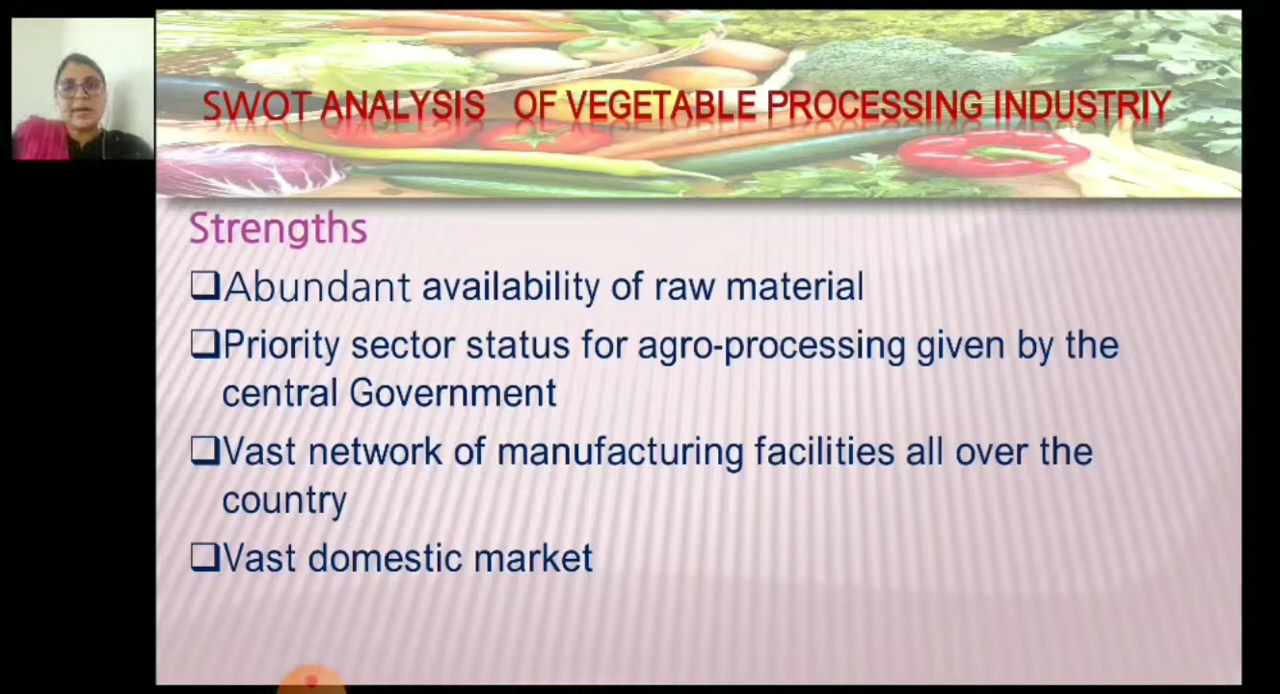 SWOT ANALYSIS OF VEGETABLE PROCESSING INDUSTRIY
Strengths
❑Abundant availability of raw material
❑Priority sector status for agro-processing given by the
central Government
❑Vast network of manufacturing facilities all over the
country
❑Vast domestic market